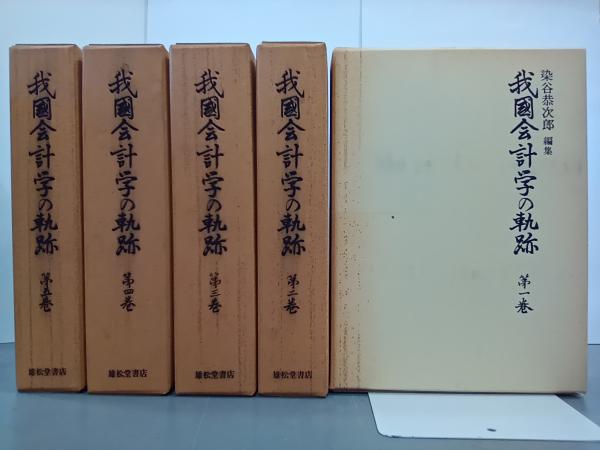 我國会計学の軌跡
第五巻
雄松堂書店
我國会計学の軌跡
第四巻
雄松堂書店
我國会計学の軌跡
第三巻
雄松堂書店
我國会計学の軌跡
第二巻
雄松堂書店
染谷恭次郎 編集
我國会計学の軌跡
第一巻